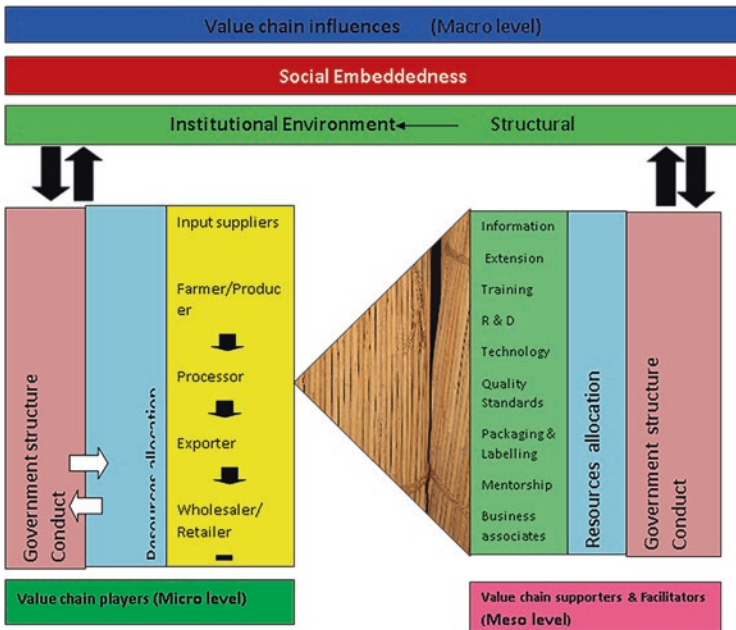 Value chain influences (Macro level)
Social Embeddedness
Institutional Environment Structural
Government structure
Conduct
Resources allocation
Input suppliers
Farmer/Produc
er
Processor
Exporter
Wholesaler/
Retailer
Value chain players (Micro level)
Information
Extension
Training
R & D
Technology
Quality
Standards
Packaging &
Labelling
Mentorship
Business
associates
Resources allocation
Government structure
Conduct
Value chain supporters & Facilitators
(Meso level)